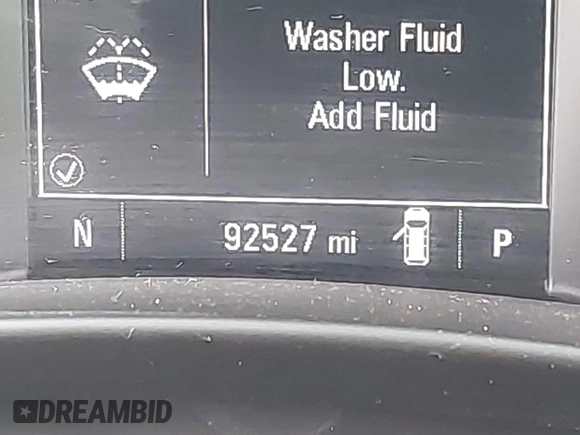 Washer Fluid
Low.
Add Fluid
N 92527 mi P
DREAMBID